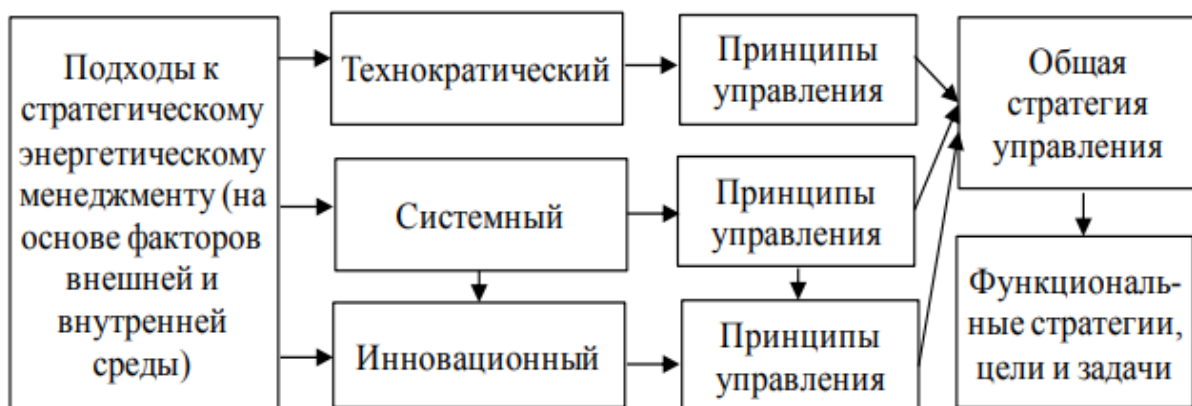 Подходы к
стратегическому
энергетическому
менеджменту (на
основе факторов
внешней и
внутренней
среды)
Технократический
Принципы
управления
Системный
Принципы
управления
Инновационный
Принципы
управления
Общая
стратегия
управления
Функциональ-
ные стратегии,
цели и задачи